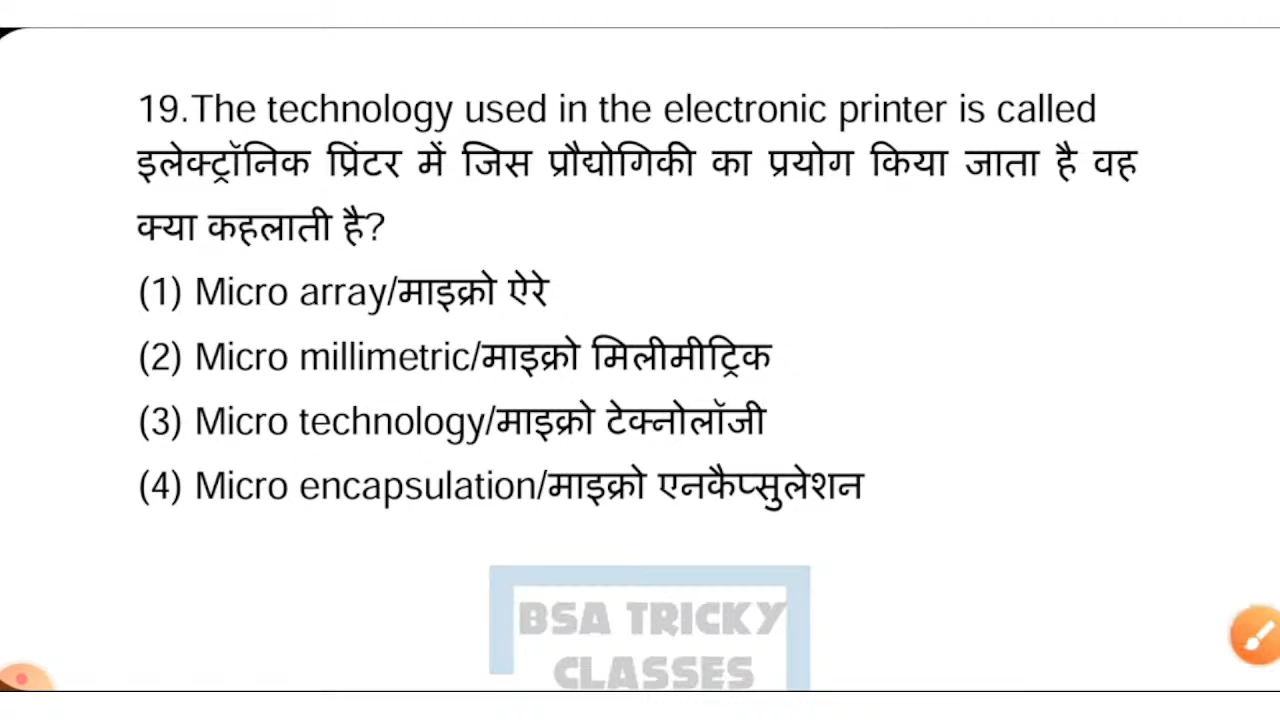 19.The technology used in the electronic printer is called
इलेक्ट्रॉनिक प्रिंटर में जिस प्रौद्योगिकी का प्रयोग किया जाता है वह
क्या कहलाती है?
(1) Micro array/माइक्रो ऐरे
(2) Micro millimetric/माइक्रो मिलीमीट्रिक
(3) Micro technology/माइक्रो टेक्नोलॉजी
(4) Micro encapsulation/माइक्रो एनकैप्सुलेशन
BSA TRICKY
CLASSES